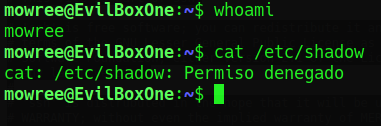 mowree@EvilBoxOne:~$ whoami
mowree
mowree@EvilBoxOne:~$ cat /etc/shadow
cat: /etc/shadow: Permiso denegado
mowree@EvilBoxOne:~$